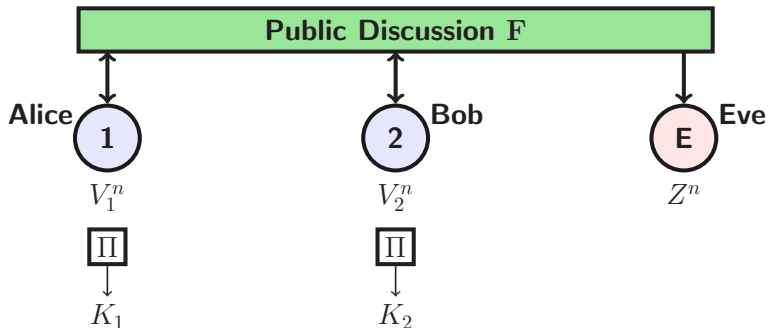 Public Discussion F
Alice 1 2 Bob E Eve
V_1^n V_2^n Z^n
Π Π
K_1 K_2